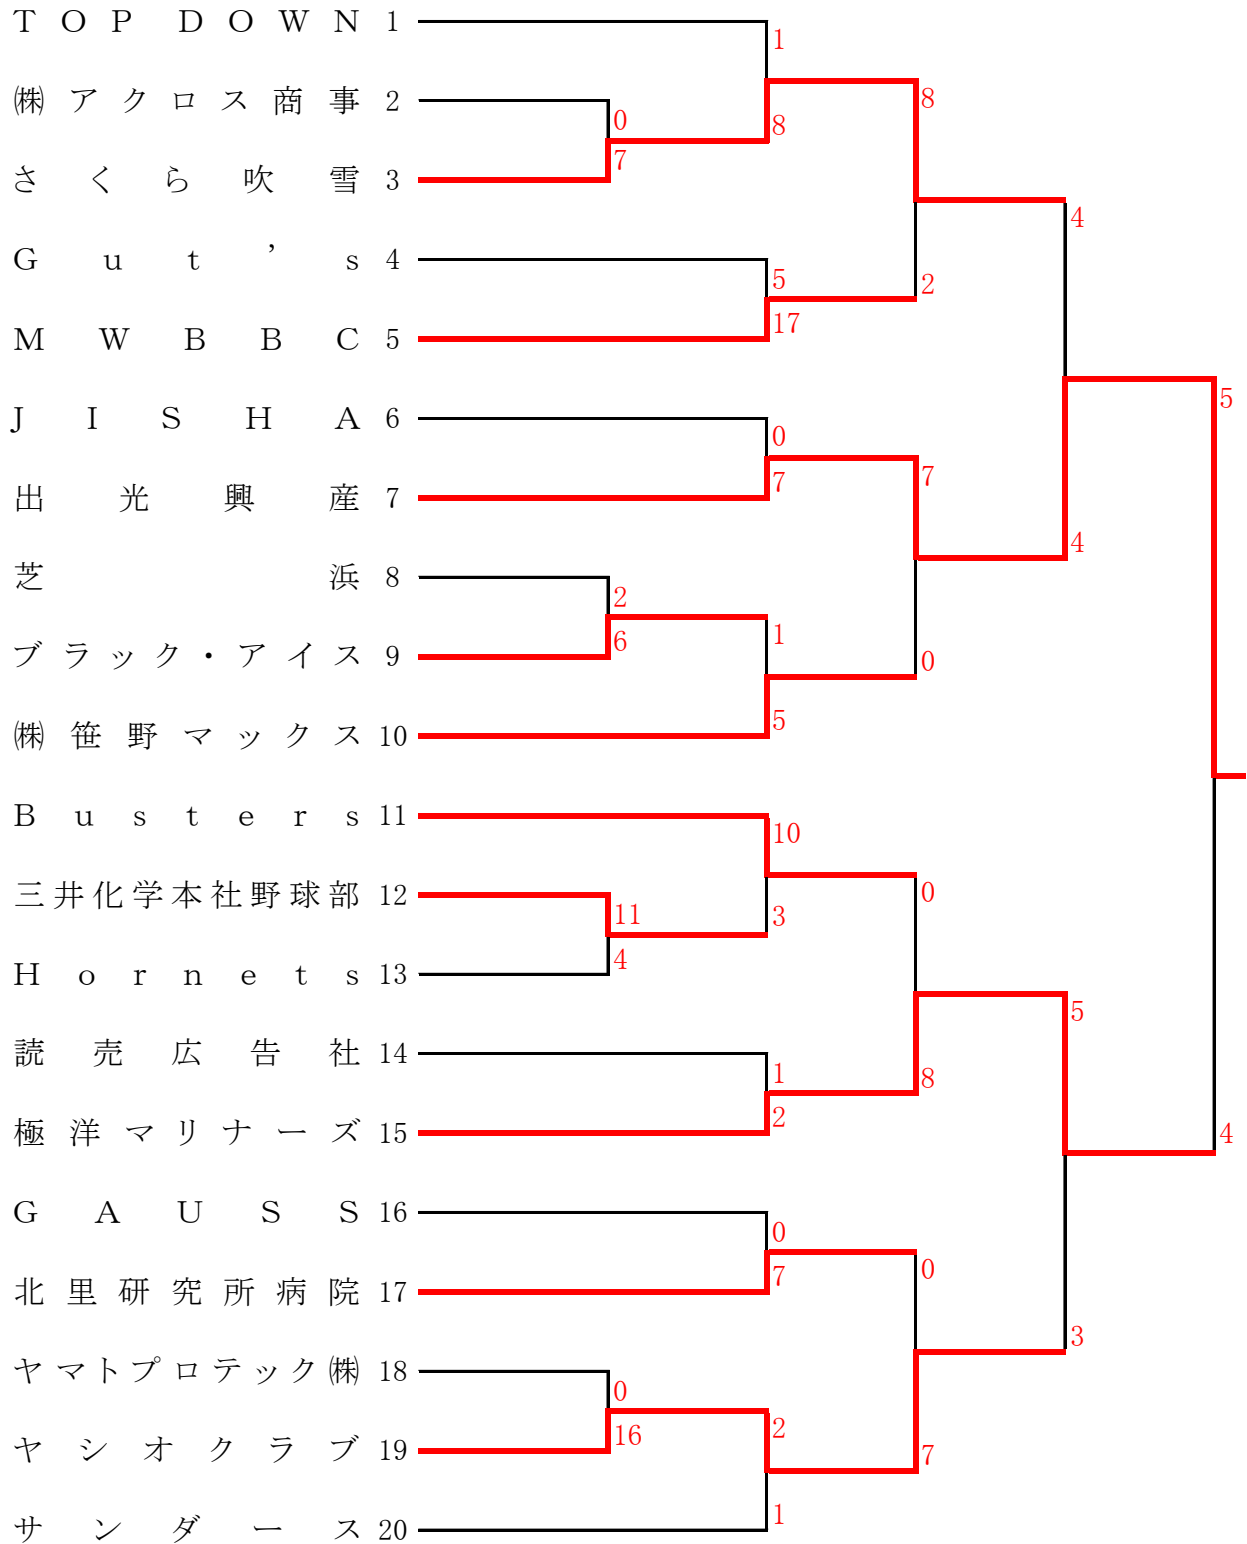 TOP DOWN 1
1
㈱アクロス商事 2
0
8
8
7
さくら吹雪 3
4
Gut’s 4
5
2
17
MWBBC 5
5
JISHA 6
0
7
7
出光興産 7
4
芝浜 8
2
1
6
ブラック・アイス 9
0
5
㈱笹野マックス 10
Busters 11
10
三井化学本社野球部 12
0
11
3
4
Hornets 13
5
読売広告社 14
1
8
2
極洋マリナーズ 15
4
GAUSS 16
0
0
7
北里研究所病院 17
3
ヤマトプロテック㈱ 18
0
2
16
ヤシオクラブ 19
7
1
サンダース 20